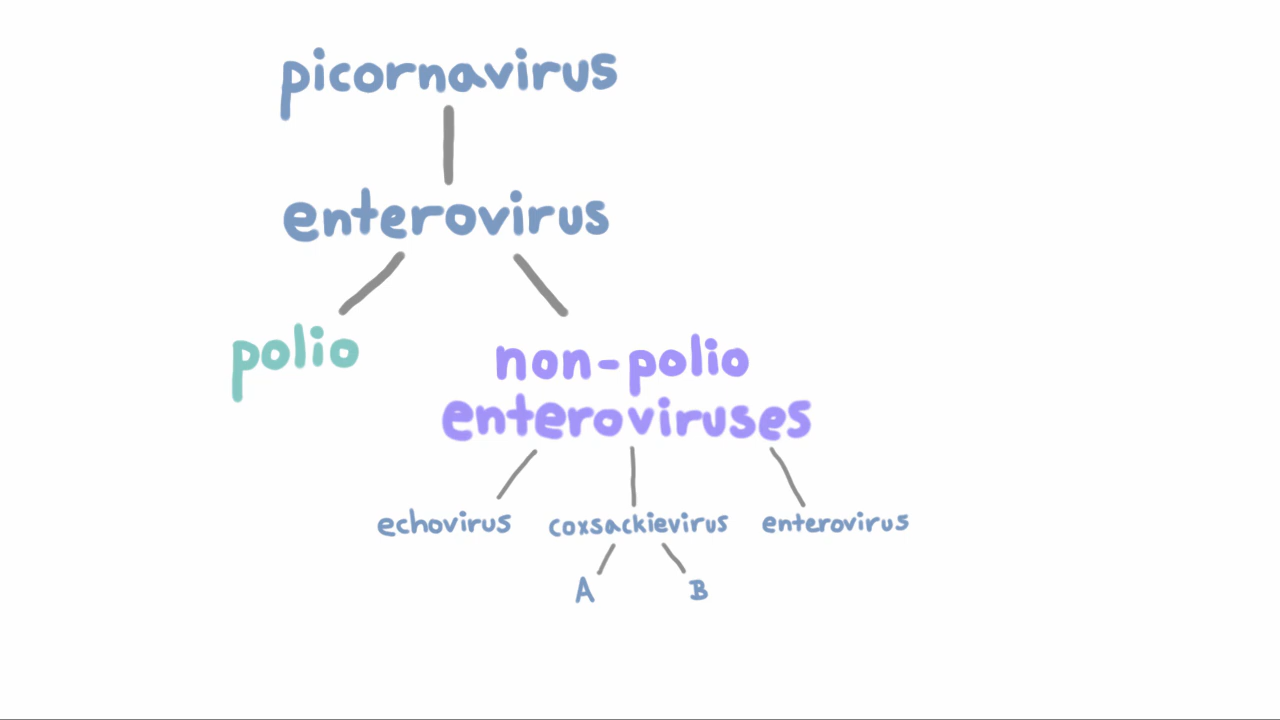 picornavirus
enterovirus
polio
non-polio
enteroviruses
echovirus
coxsackievirus
enterovirus
A
B